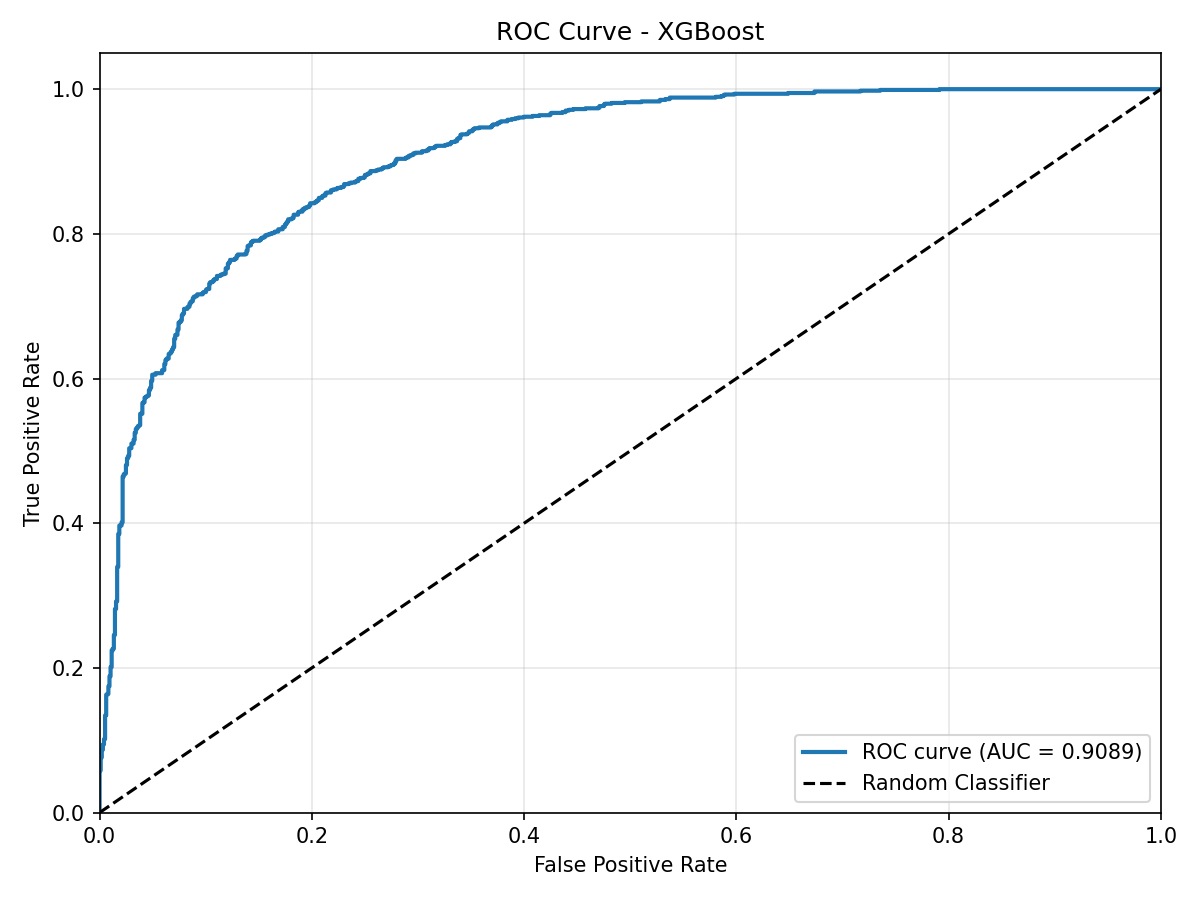 ROC Curve - XGBoost
True Positive Rate
1.0
0.8
0.6
0.4
0.2
0.0
0.0 0.2 0.4 0.6 0.8 1.0
False Positive Rate
ROC curve (AUC = 0.9089)
Random Classifier